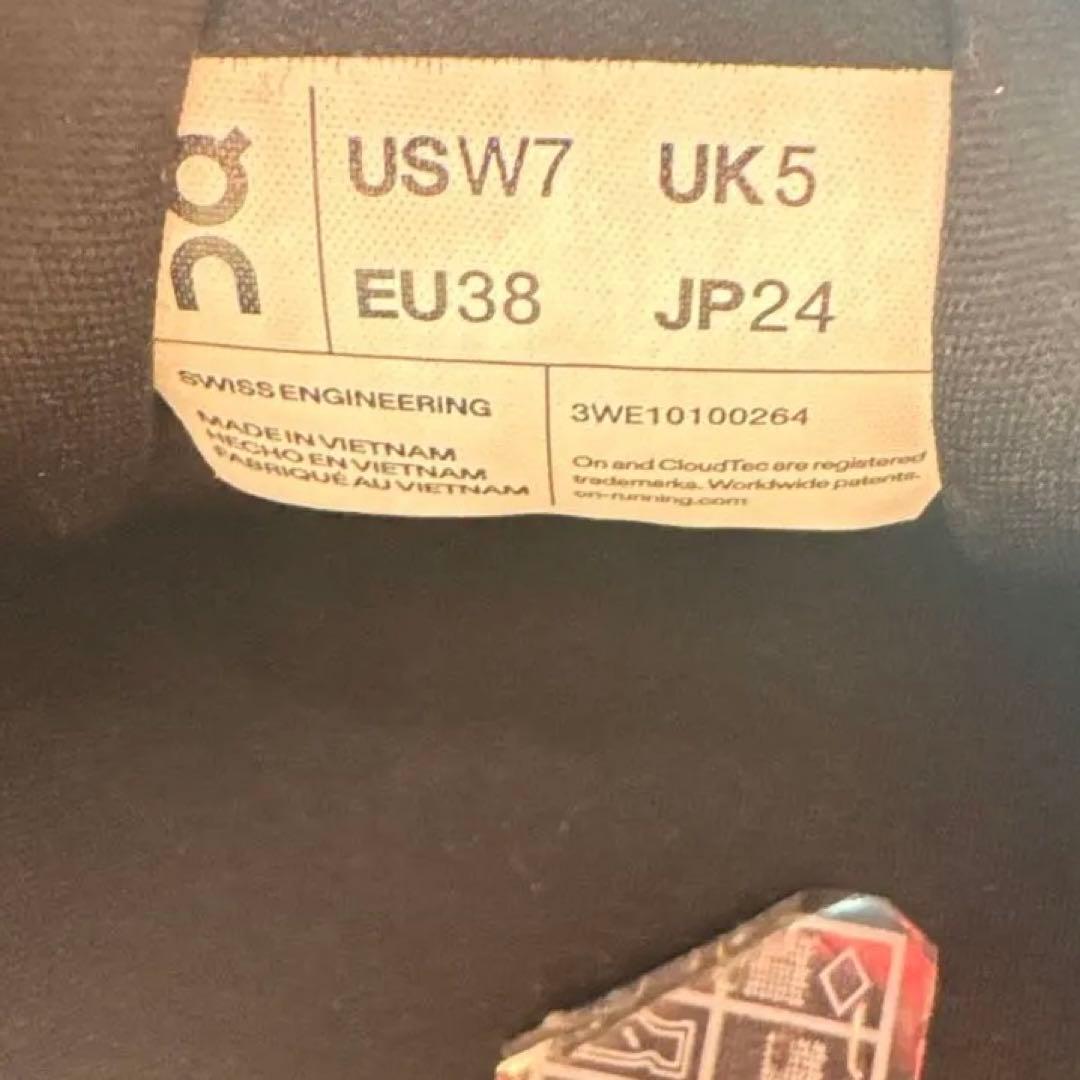 On
USW7 UK5
EU38 JP24
SWISS ENGINEERING
MADE IN VIETNAM
HECHO EN VIETNAM
FABRIQUÉ AU VIETNAM
3WE10100264
On and CloudTec are registered
trademarks. Worldwide patents.
on-running.com